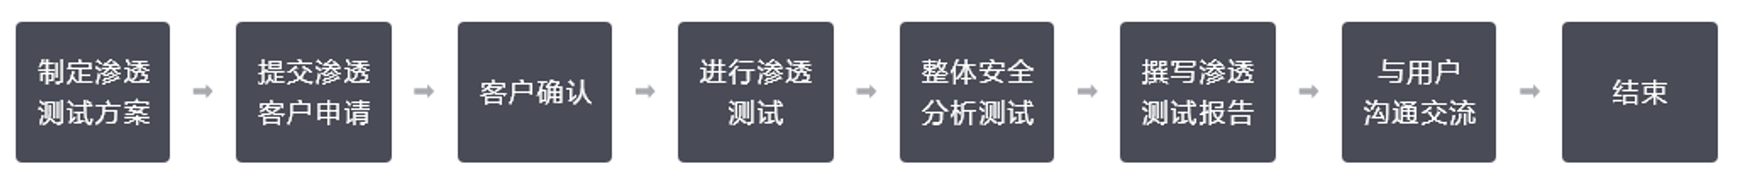 制定渗透
测试方案
提交渗透
客户申请
客户确认
进行渗透
测试
整体安全
分析测试
撰写渗透
测试报告
与用户
沟通交流
结束